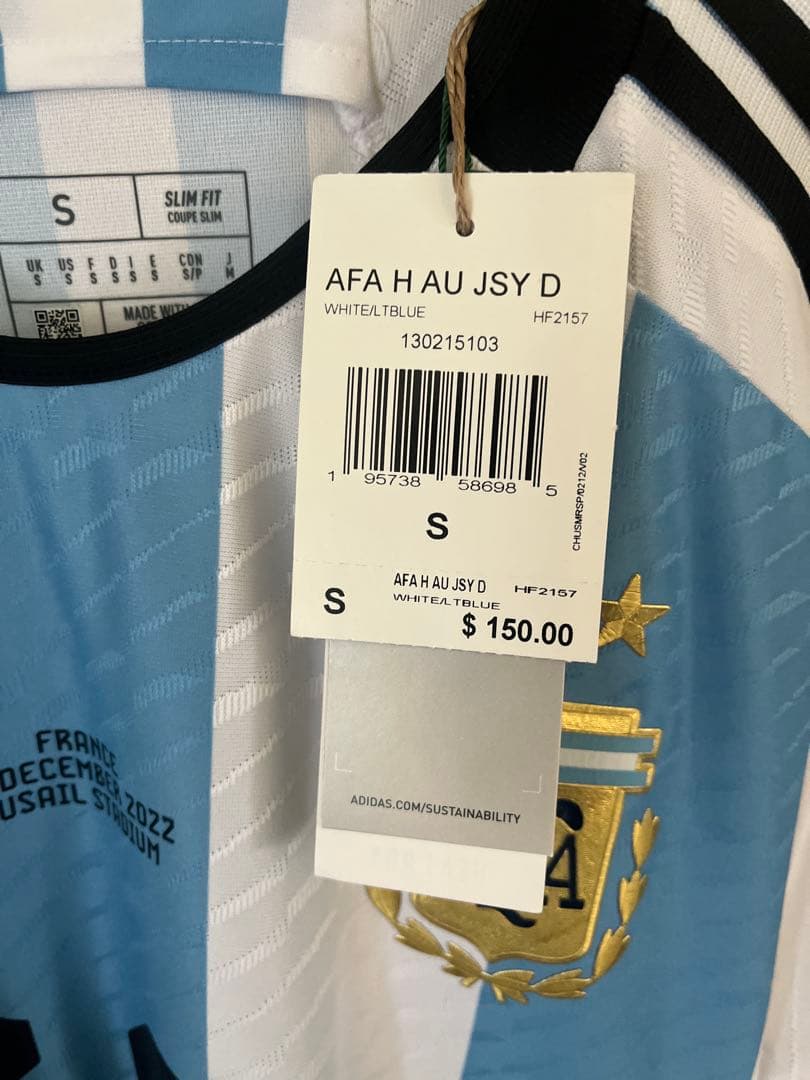 S
SLIM FIT
COUPE SLIM
UK US F D I E CON J
S S S S S S S/P M
MADE WITH
AFA H AU JSY D
WHITE/LTBLUE HF2157
130215103
1 95738 58698 5
CHUSMRSP/0212/V02
S
S
AFA H AU JSY D HF2157
WHITE/LTBLUE
$ 150.00
ADIDAS.COM/SUSTAINABILITY
FRANCE
DECEMBER 2022
USAIL STADIUM